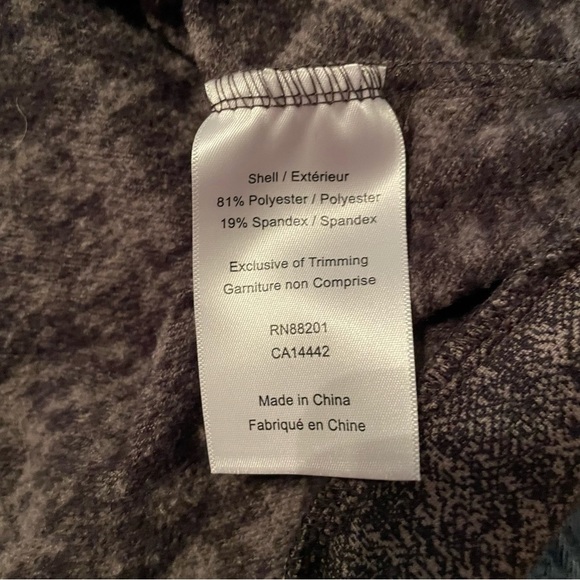 Shell / Extérieur
81% Polyester / Polyester
19% Spandex / Spandex
Exclusive of Trimming
Garniture non Comprise
RN88201
CA14442
Made in China
Fabriqué en Chine